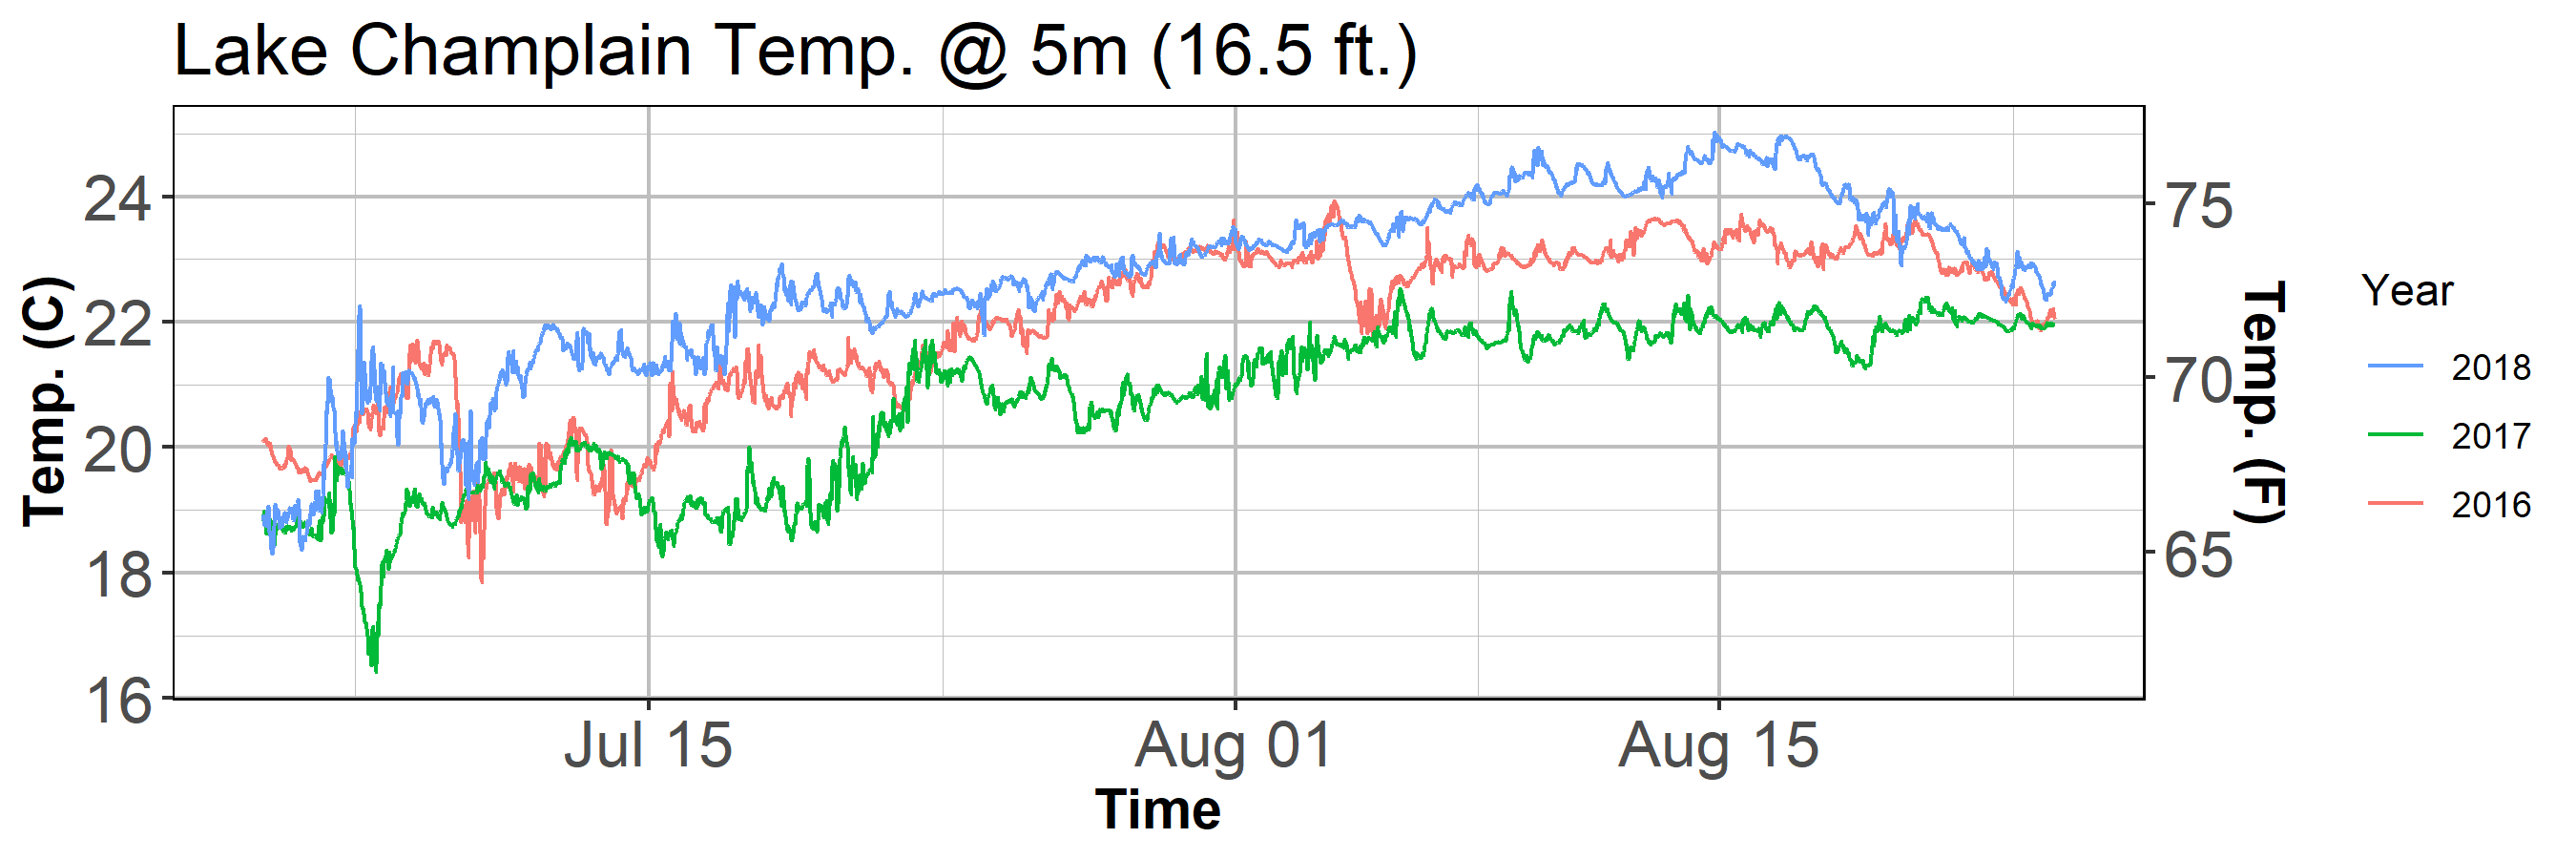 Lake Champlain Temp. @ 5m (16.5 ft.)
Temp. (C)
24
22
20
18
16
Jul 15
Aug 01
Aug 15
Time
75
70
65
Temp. (F)
Year
2018
2017
2016